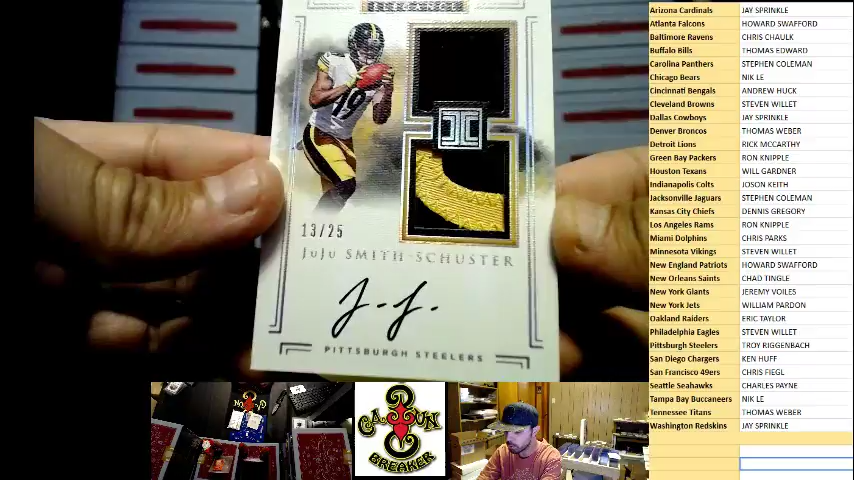 ELEGANCE
19
13/25
JuJu SMITH-SCHUSTER
J-J.
PITTSBURGH STEELERS
CAJUN
BREAKER
Arizona Cardinals JAY SPRINKLE
Atlanta Falcons HOWARD SWAFFORD
Baltimore Ravens CHRIS CHAULK
Buffalo Bills THOMAS EDWARD
Carolina Panthers STEPHEN COLEMAN
Chicago Bears NIK LE
Cincinnati Bengals ANDREW HUCK
Cleveland Browns STEVEN WILLET
Dallas Cowboys JAY SPRINKLE
Denver Broncos THOMAS WEBER
Detroit Lions RICK MCCARTHY
Green Bay Packers RON KNIPPLE
Houston Texans WILL GARDNER
Indianapolis Colts JOSON KEITH
Jacksonville Jaguars STEPHEN COLEMAN
Kansas City Chiefs DENNIS GREGORY
Los Angeles Rams RON KNIPPLE
Miami Dolphins CHRIS PARKS
Minnesota Vikings STEVEN WILLET
New England Patriots HOWARD SWAFFORD
New Orleans Saints CHAD TINGLE
New York Giants JEREMY VOILES
New York Jets WILLIAM PARDON
Oakland Raiders ERIC TAYLOR
Philadelphia Eagles STEVEN WILLET
Pittsburgh Steelers TROY RIGGENBACH
San Diego Chargers KEN HUFF
San Francisco 49ers CHRIS FIEGL
Seattle Seahawks CHARLES PAYNE
Tampa Bay Buccaneers NIK LE
Tennessee Titans THOMAS WEBER
Washington Redskins JAY SPRINKLE